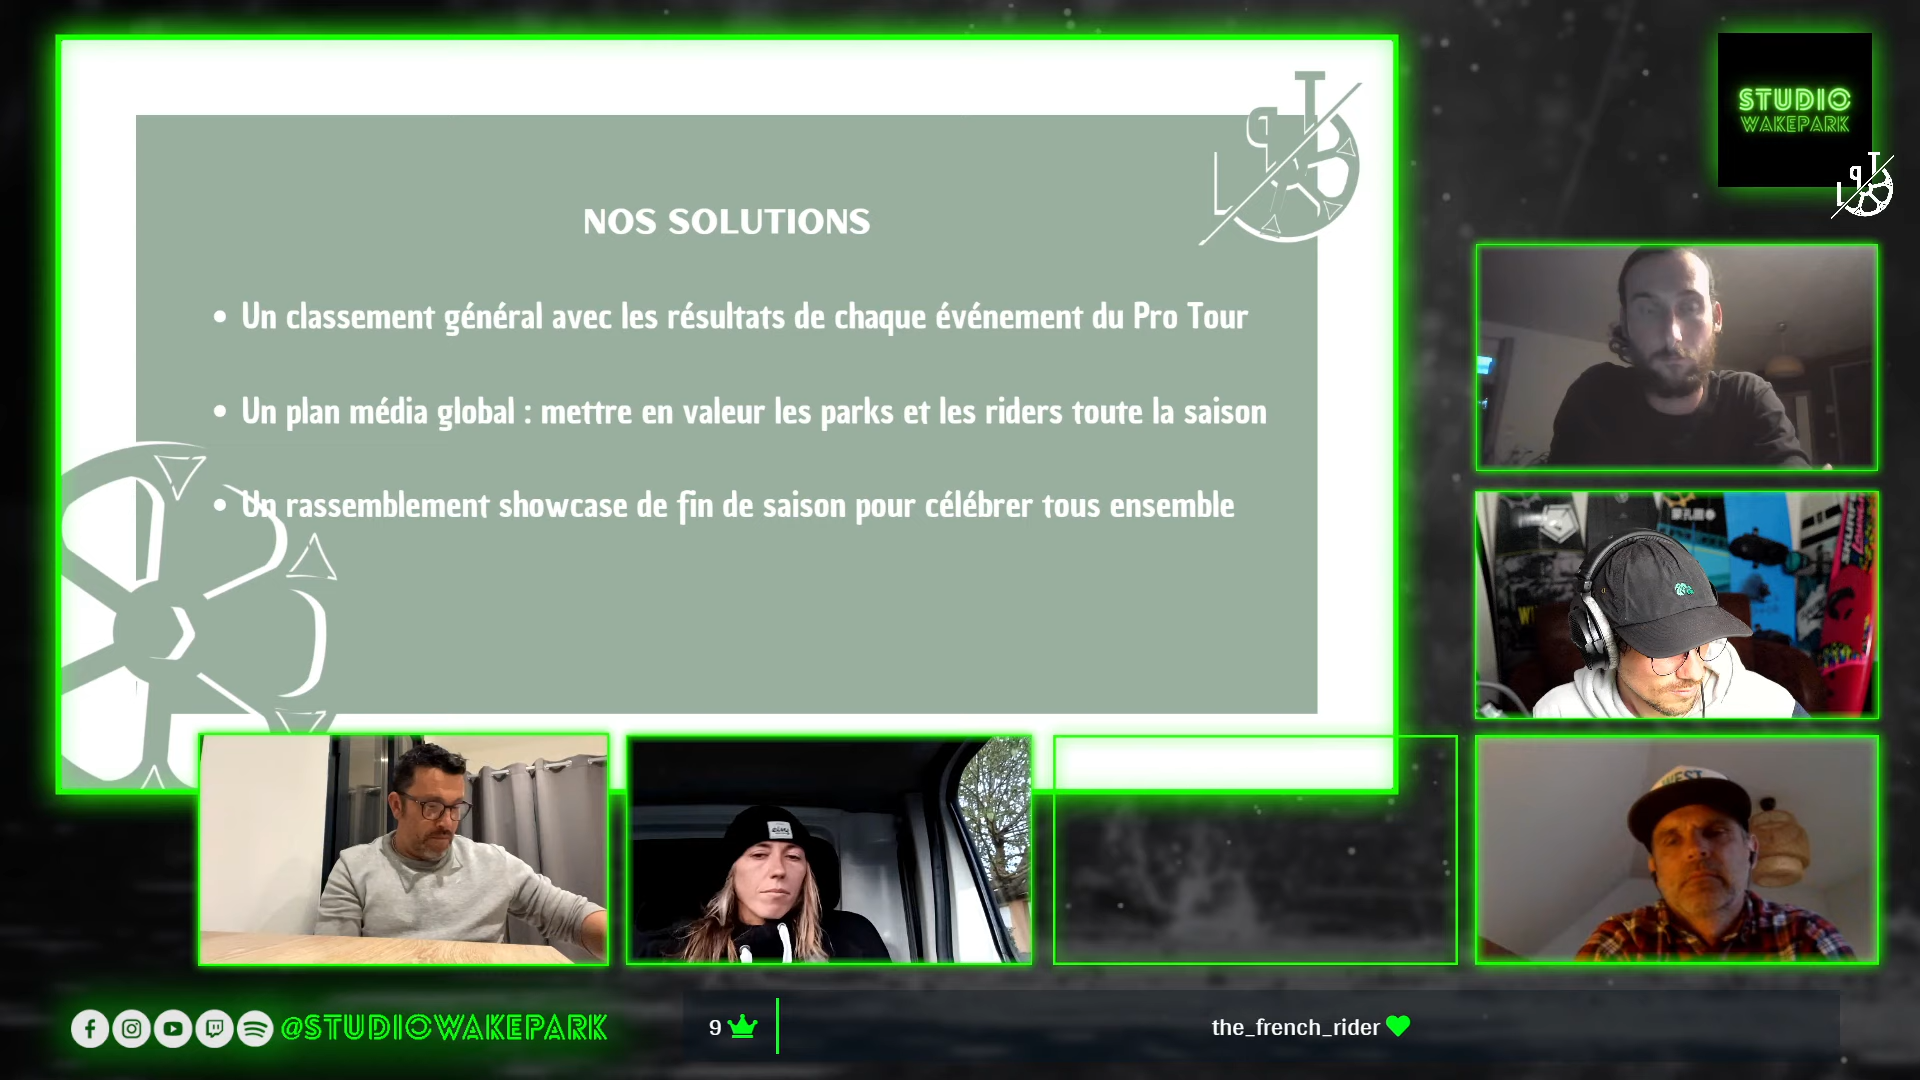 STUDIO
WAKEPARK
NOS SOLUTIONS
• Un classement général avec les résultats de chaque événement du Pro Tour
• Un plan média global : mettre en valeur les parks et les riders toute la saison
• Un rassemblement showcase de fin de saison pour célébrer tous ensemble
@STUDIOWAKEPARK
9
the_french_rider